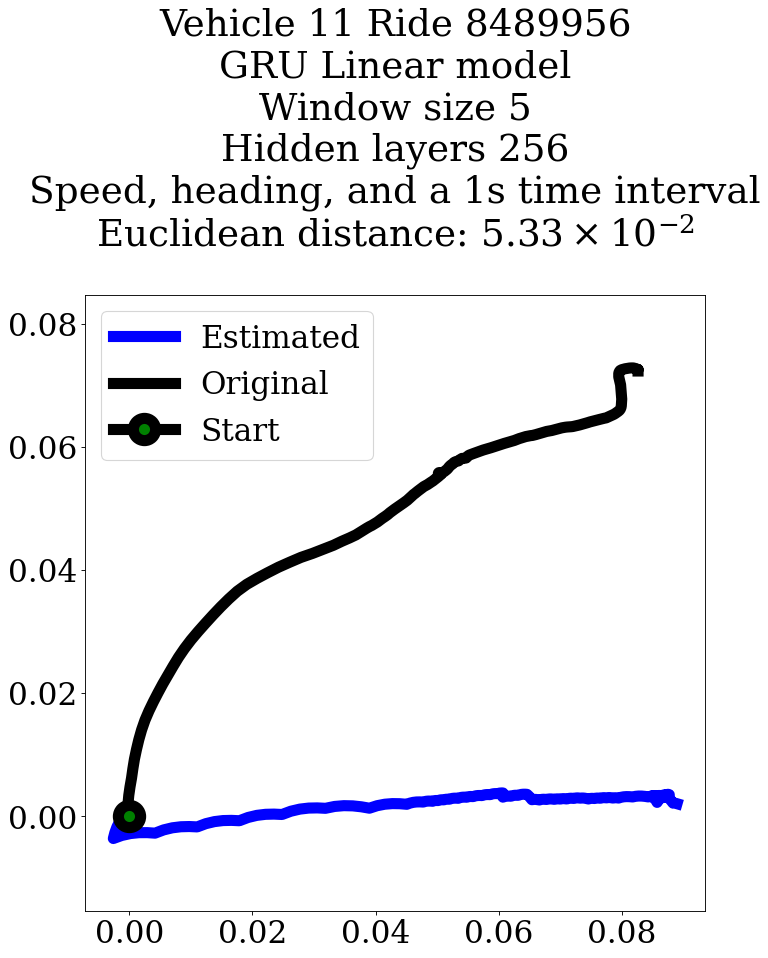 Vehicle 11 Ride 8489956
GRU Linear model
Window size 5
Hidden layers 256
Speed, heading, and a 1s time interval
Euclidean distance: 5.33 × 10⁻²
Estimated
Original
Start
0.08
0.06
0.04
0.02
0.00
0.00 0.02 0.04 0.06 0.08